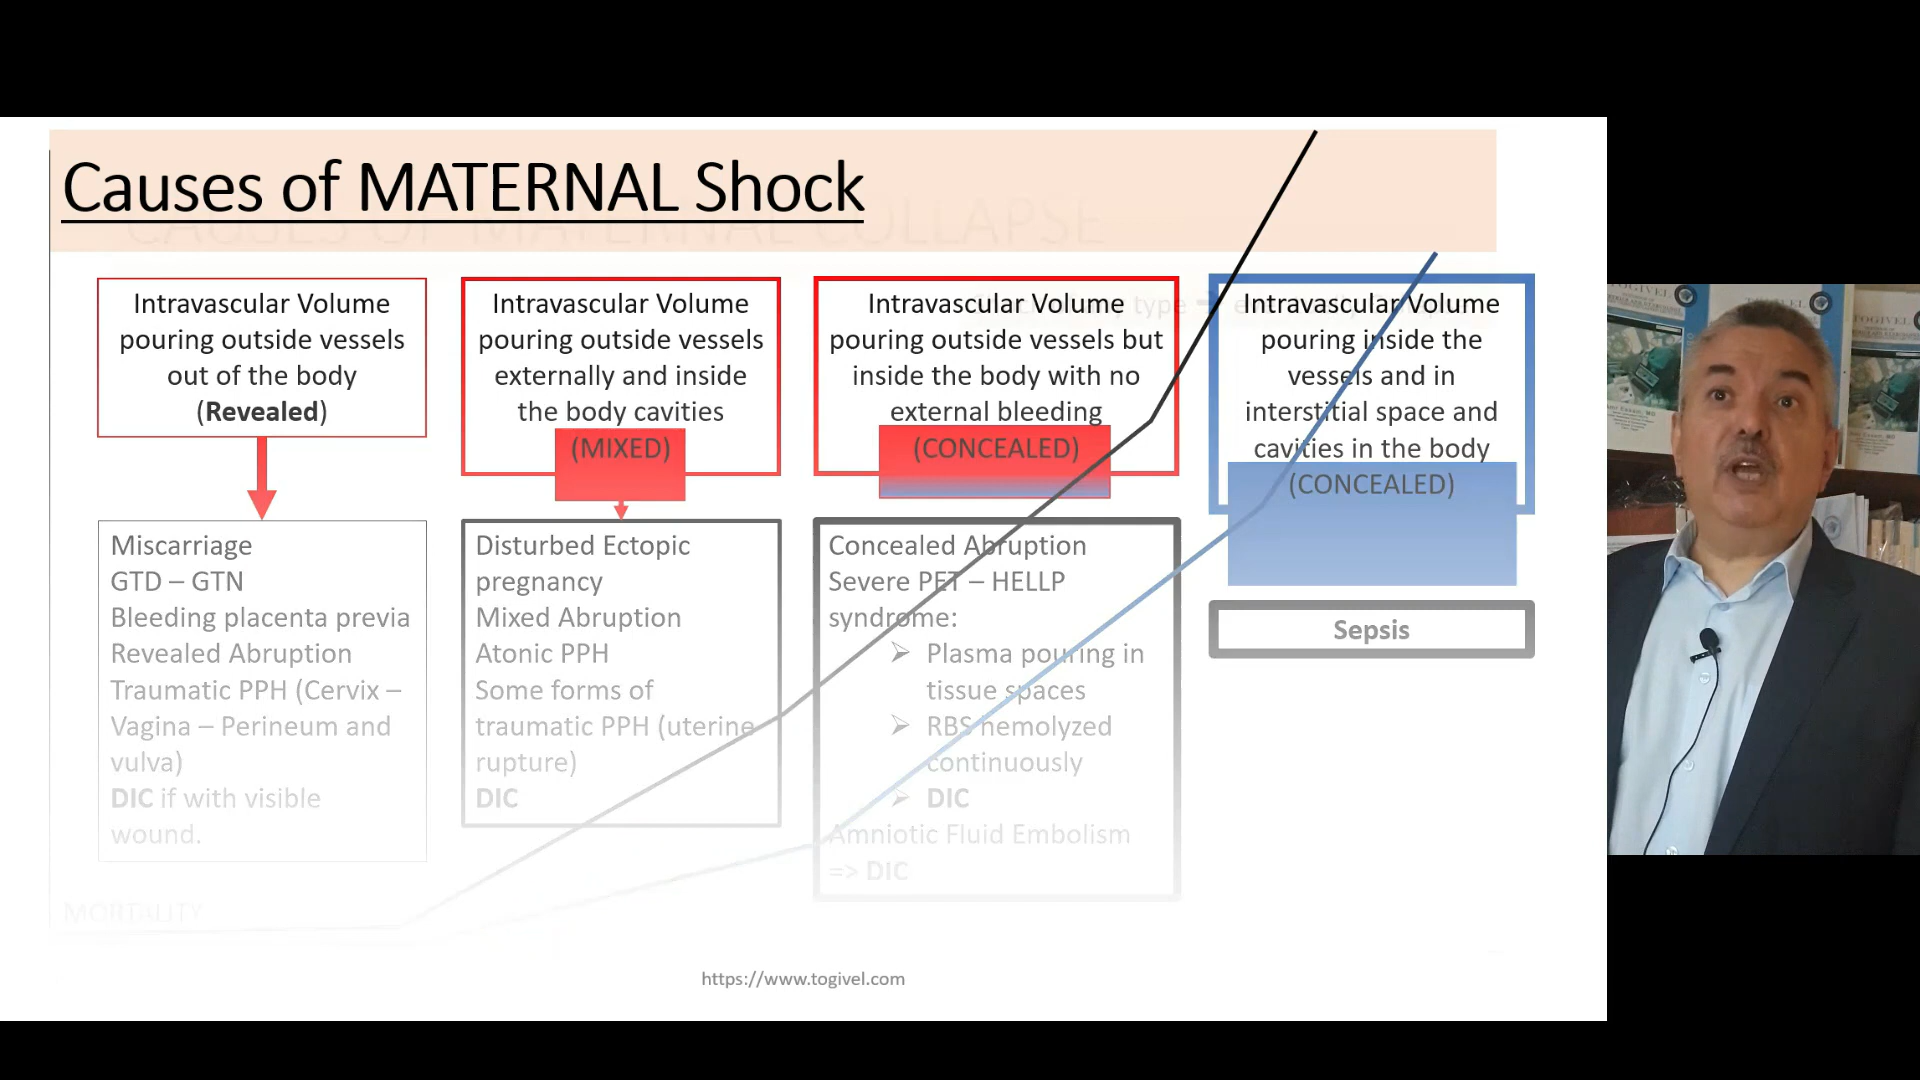 Causes of MATERNAL Shock
CAUSES OF MATERNAL COLLAPSE
Intravascular Volume
pouring outside vessels
out of the body
(Revealed)
Miscarriage
GTD – GTN
Bleeding placenta previa
Revealed Abruption
Traumatic PPH (Cervix –
Vagina – Perineum and
vulva)
DIC if with visible
wound.
Intravascular Volume
pouring outside vessels
externally and inside
the body cavities
(MIXED)
Disturbed Ectopic
pregnancy
Mixed Abruption
Atonic PPH
Some forms of
traumatic PPH (uterine
rupture)
DIC
Intravascular Volume
pouring outside vessels but
inside the body with no
external bleeding
(CONCEALED)
Concealed Abruption
Severe PET – HELLP
syndrome:
Plasma pouring in
tissue spaces
RBS hemolyzed
continuously
DIC
Amniotic Fluid Embolism
=> DIC
Intravascular Volume
pouring inside the
vessels and in
interstitial space and
cavities in the body
(CONCEALED)
Sepsis
MORTALITY
https://www.togivel.com
TOGIVEL